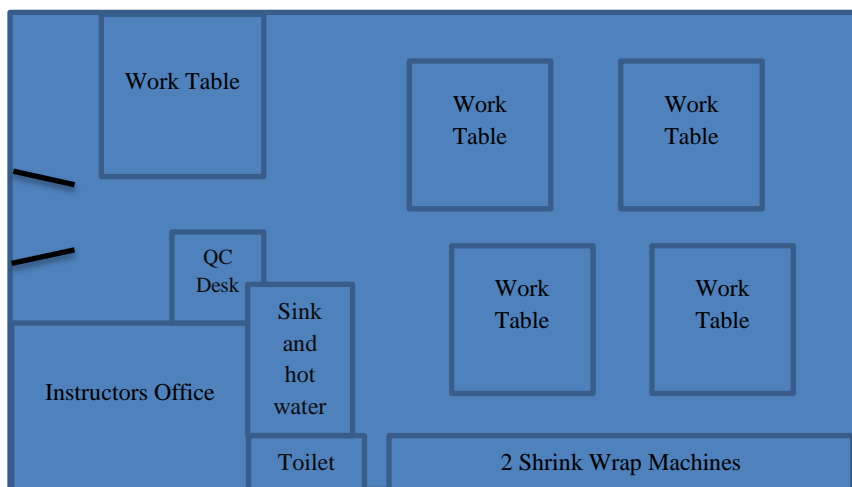 Work Table
Work
Table
Work
Table
QC
Desk
Sink
and
hot
water
Work
Table
Work
Table
Instructors Office
Toilet
2 Shrink Wrap Machines